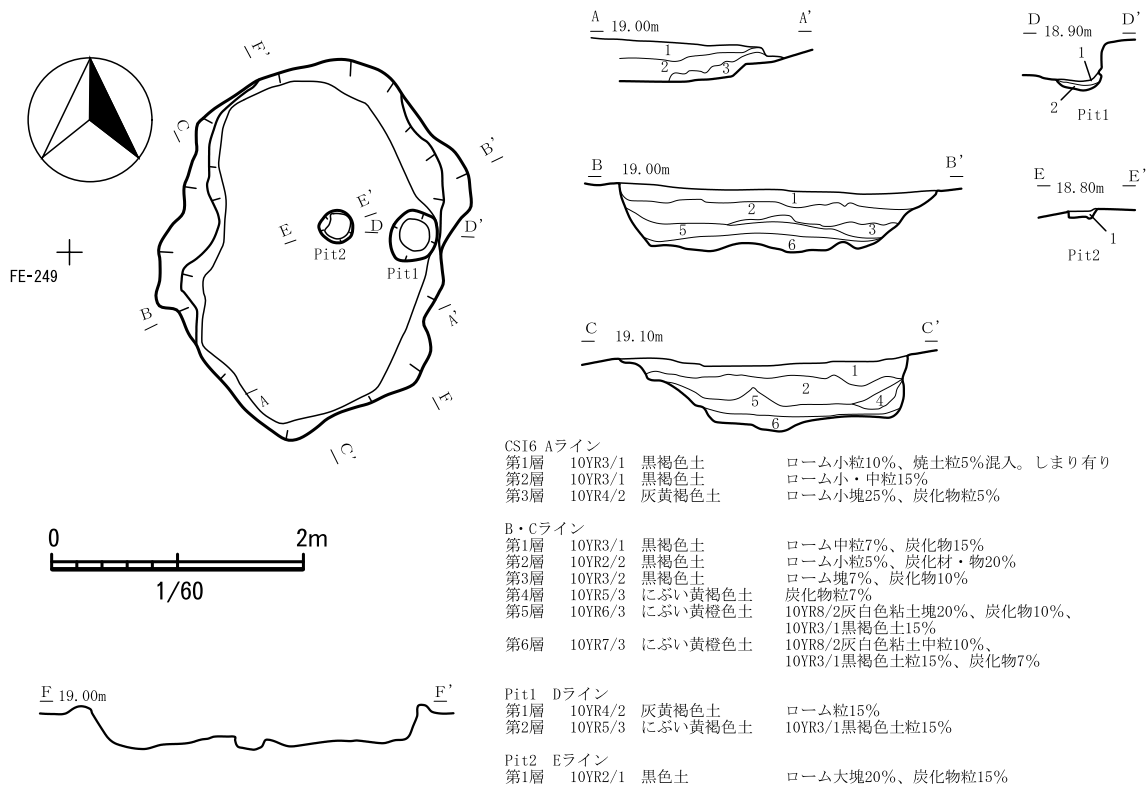 F'
C
B'
E'
E
D
D'
Pit2
Pit1
FE-249
B
A'
A
F
C'
0 2m
1/60
F 19.00m F'
A 19.00m A'
1
2
3
B 19.00m B'
1
2
5
3
6
C 19.10m C'
1
2
5
4
6
D 18.90m D'
1
2
Pit1
E 18.80m E'
1
Pit2
CSI6 Aライン
第1層 10YR3/1 黒褐色土 ローム小粒10%、焼土粒5%混入。しまり有り
第2層 10YR3/1 黒褐色土 ローム小・中粒15%
第3層 10YR4/2 灰黄褐色土 ローム小塊25%、炭化物粒5%
B・Cライン
第1層 10YR3/1 黒褐色土 ローム中粒7%、炭化物15%
第2層 10YR2/2 黒褐色土 ローム小粒5%、炭化材・物20%
第3層 10YR3/2 黒褐色土 ローム塊7%、炭化物10%
第4層 10YR5/3 にぶい黄褐色土 炭化物粒7%
第5層 10YR6/3 にぶい黄橙色土 10YR8/2灰白色粘土塊20%、炭化物10%、
10YR3/1黒褐色土15%
第6層 10YR7/3 にぶい黄橙色土 10YR8/2灰白色粘土中粒10%、
10YR3/1黒褐色土粒15%、炭化物7%
Pit1 Dライン
第1層 10YR4/2 灰黄褐色土 ローム粒15%
第2層 10YR5/3 にぶい黄褐色土 10YR3/1黒褐色土粒15%
Pit2 Eライン
第1層 10YR2/1 黒色土 ローム大塊20%、炭化物粒15%